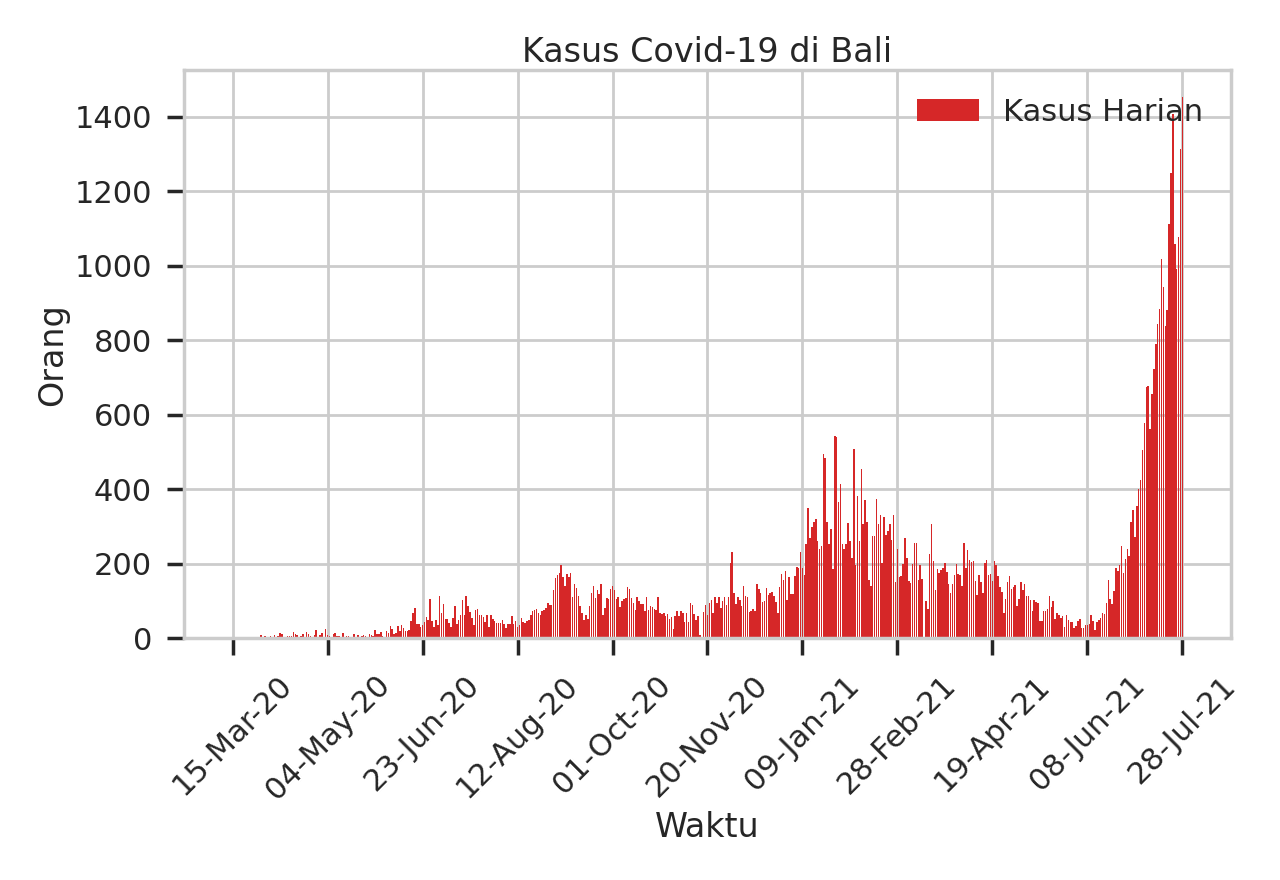 Kasus Covid-19 di Bali
Kasus Harian
Orang
1400
1200
1000
800
600
400
200
0
15-Mar-20
04-May-20
23-Jun-20
12-Aug-20
01-Oct-20
20-Nov-20
09-Jan-21
28-Feb-21
19-Apr-21
08-Jun-21
28-Jul-21
Waktu